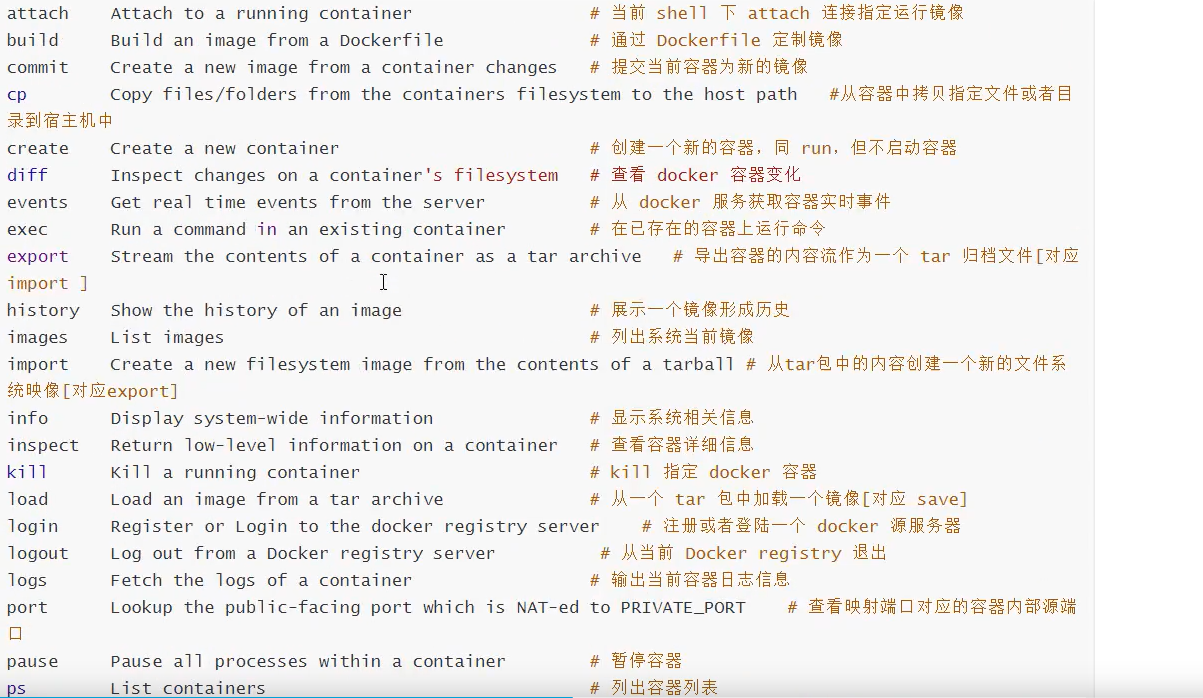 attach    Attach to a running container                 # 当前 shell 下 attach 连接指定运行镜像
build     Build an image from a Dockerfile              # 通过 Dockerfile 定制镜像
commit    Create a new image from a container changes   # 提交当前容器为新的镜像
cp        Copy files/folders from the containers filesystem to the host path   #从容器中拷贝指定文件或者目
录到宿主机中
create    Create a new container                        # 创建一个新的容器，同 run，但不启动容器
diff      Inspect changes on a container's filesystem   # 查看 docker 容器变化
events    Get real time events from the server          # 从 docker 服务获取容器实时事件
exec      Run a command in an existing container        # 在已存在的容器上运行命令
export    Stream the contents of a container as a tar archive   # 导出容器的内容流作为一个 tar 归档文件[对应
import ]
history   Show the history of an image                  # 展示一个镜像形成历史
images    List images                                   # 列出系统当前镜像
import    Create a new filesystem image from the contents of a tarball # 从tar包中的内容创建一个新的文件系
统映像[对应export]
info      Display system-wide information               # 显示系统相关信息
inspect   Return low-level information on a container   # 查看容器详细信息
kill      Kill a running container                      # kill 指定 docker 容器
load      Load an image from a tar archive              # 从一个 tar 包中加载一个镜像[对应 save]
login     Register or Login to the docker registry server    # 注册或者登陆一个 docker 源服务器
logout    Log out from a Docker registry server          # 从当前 Docker registry 退出
logs      Fetch the logs of a container                 # 输出当前容器日志信息
port      Lookup the public-facing port which is NAT-ed to PRIVATE_PORT    # 查看映射端口对应的容器内部源端
口
pause     Pause all processes within a container        # 暂停容器
ps        List containers                               # 列出容器列表